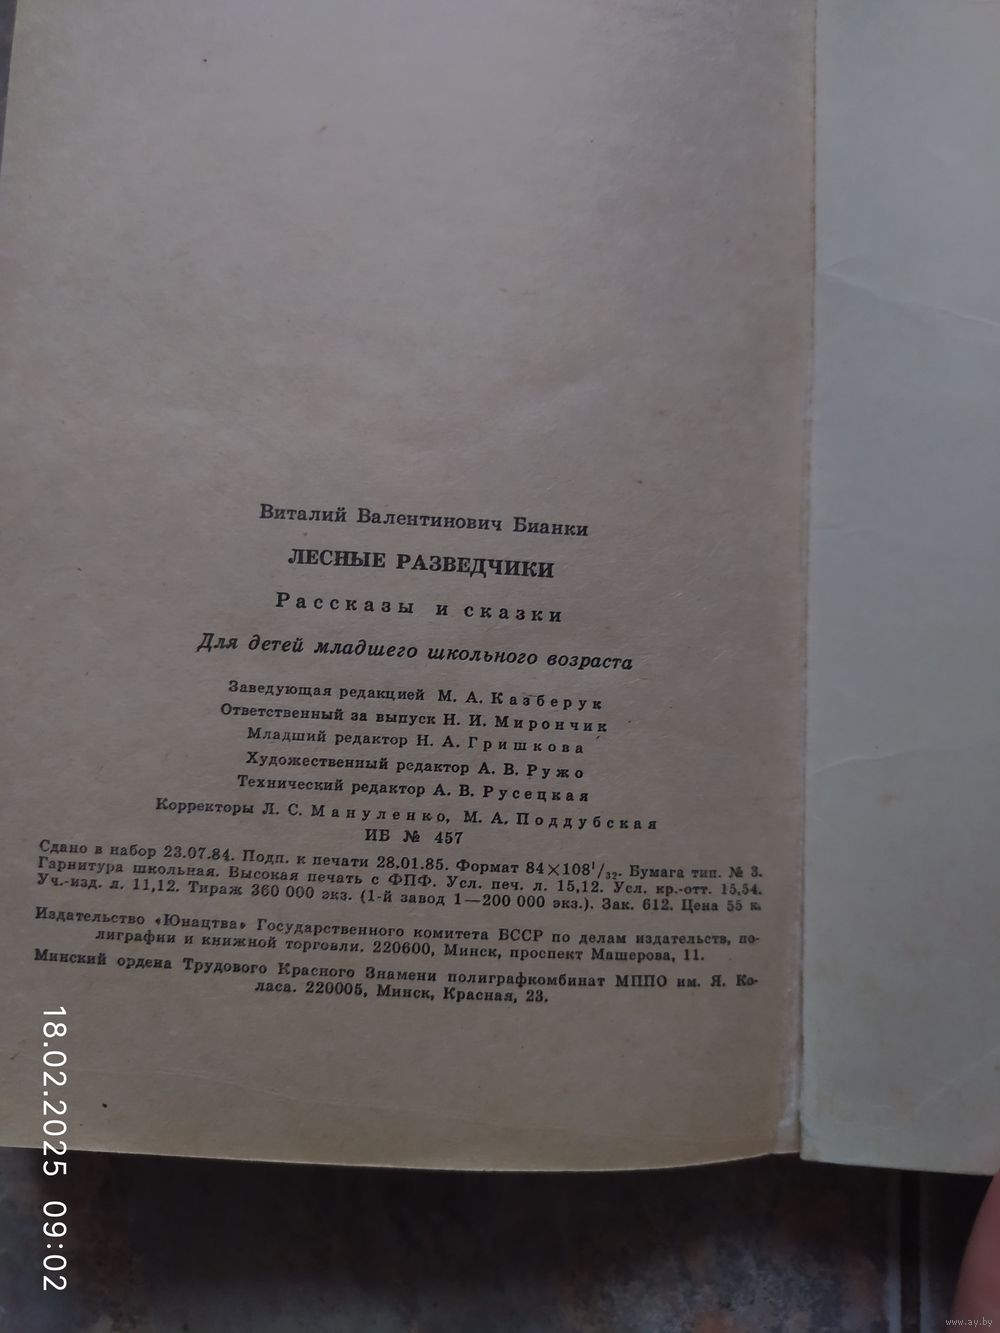 Виталий Валентинович Бианки
ЛЕСНЫЕ РАЗВЕДЧИКИ
Рассказы и сказки
Для детей младшего школьного возраста
Заведующая редакцией М. А. Казберук
Ответственный за выпуск Н. И. Мирончик
Младший редактор Н. А. Гришкова
Художественный редактор А. В. Ружо
Технический редактор А. В. Русецкая
Корректоры Л. С. Мануленко, М. А. Поддубская
ИБ № 457
Сдано в набор 23.07.84. Подп. к печати 28.01.85. Формат 84×108¹/₃₂. Бумага тип. № 3.
Гарнитура школьная. Высокая печать с ФПФ. Усл. печ. л. 15,12. Усл. кр.-отт. 15,54.
Уч.-изд. л. 11,12. Тираж 360 000 экз. (1-й завод 1—200 000 экз.). Зак. 612. Цена 55 к.
Издательство «Юнацтва» Государственного комитета БССР по делам издательств, по-
лиграфии и книжной торговли. 220600, Минск, проспект Машерова, 11.
Минский ордена Трудового Красного Знамени полиграфкомбинат МППО им. Я. Ко-
ласа. 220005, Минск, Красная, 23.
18.02.2025 09:02
www.ay.by